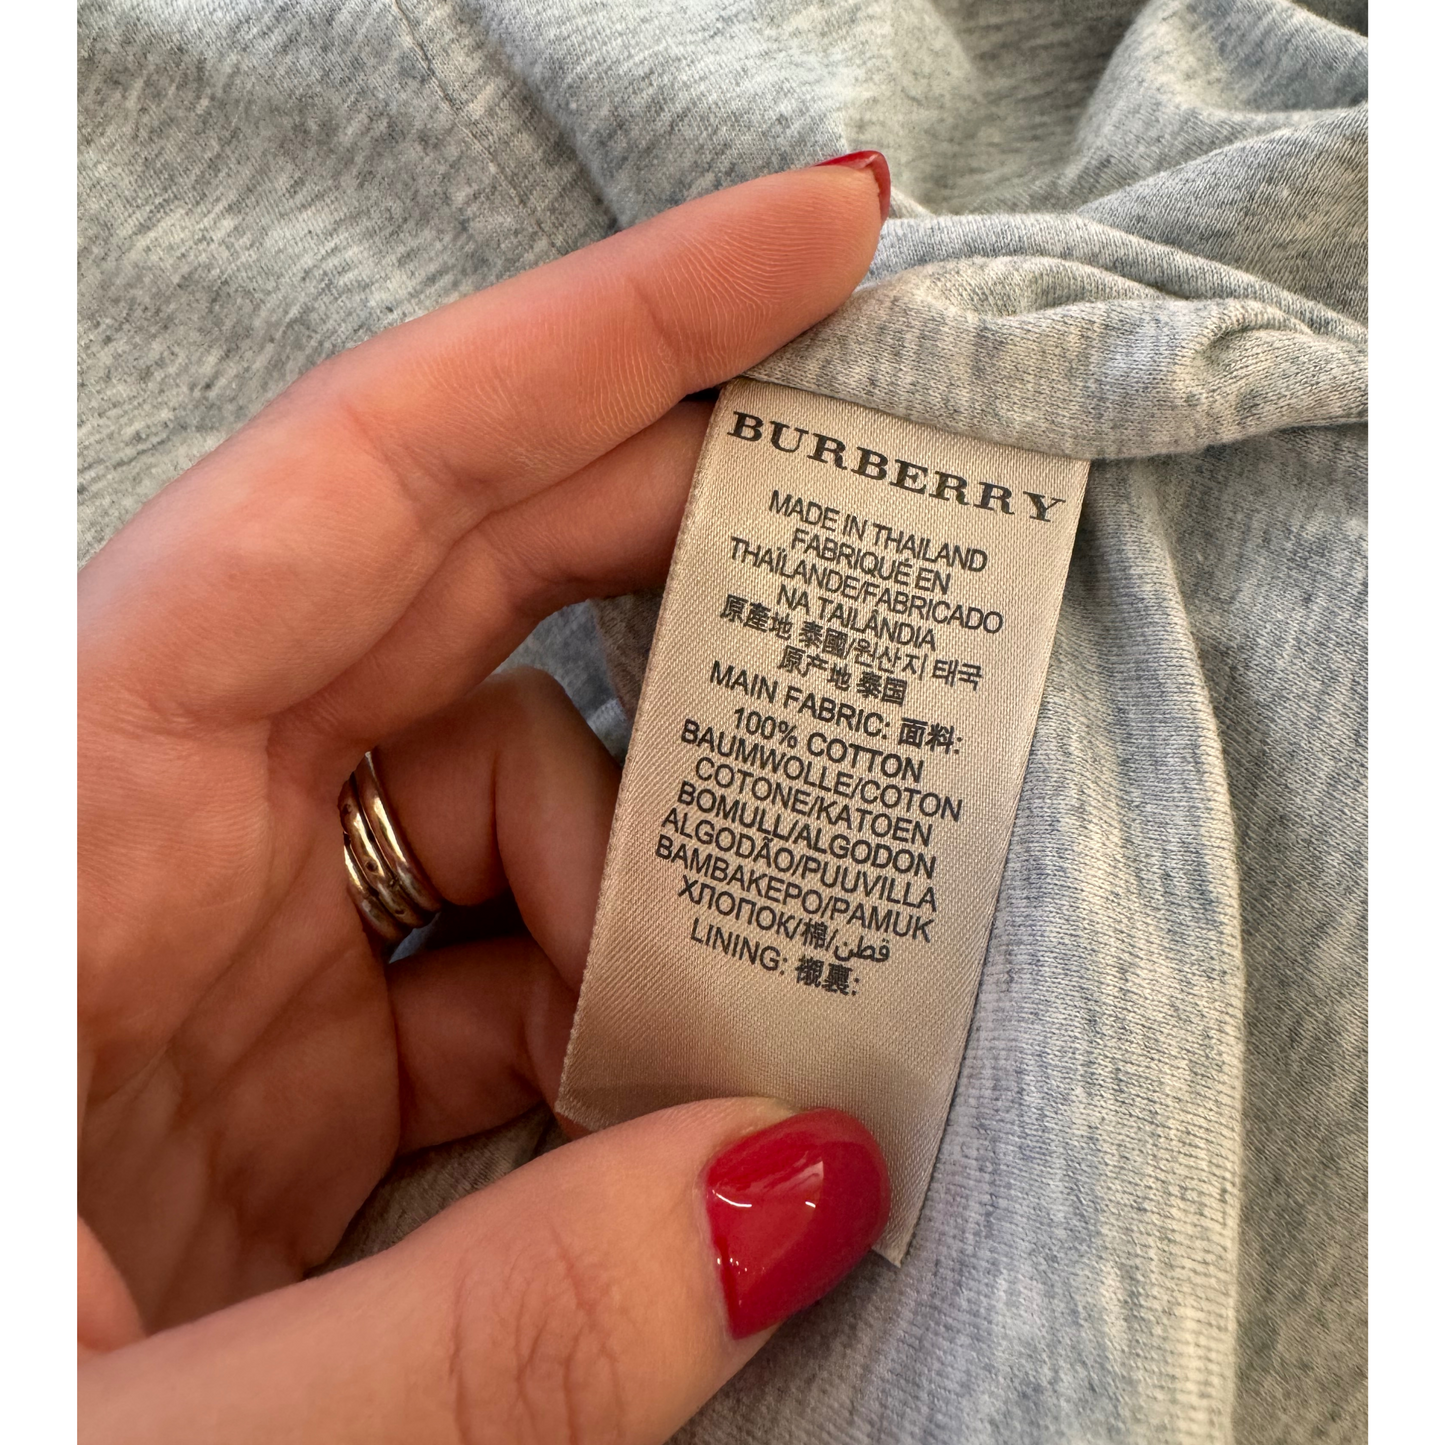 BURBERRY
MADE IN THAILAND
FABRIQUÉ EN
THAÏLANDE/FABRICADO
NA TAILÂNDIA
原產地 泰國/원산지 태국
原产地 泰国
MAIN FABRIC: 面料:
100% COTTON
BAUMWOLLE/COTON
COTONE/KATOEN
BOMULL/ALGODON
ALGODÃO/PUUVILLA
ΒΑΜΒΑΚΕΡΟ/PAMUK
ХЛОПОК/棉/قطن
LINING: 襯裏: